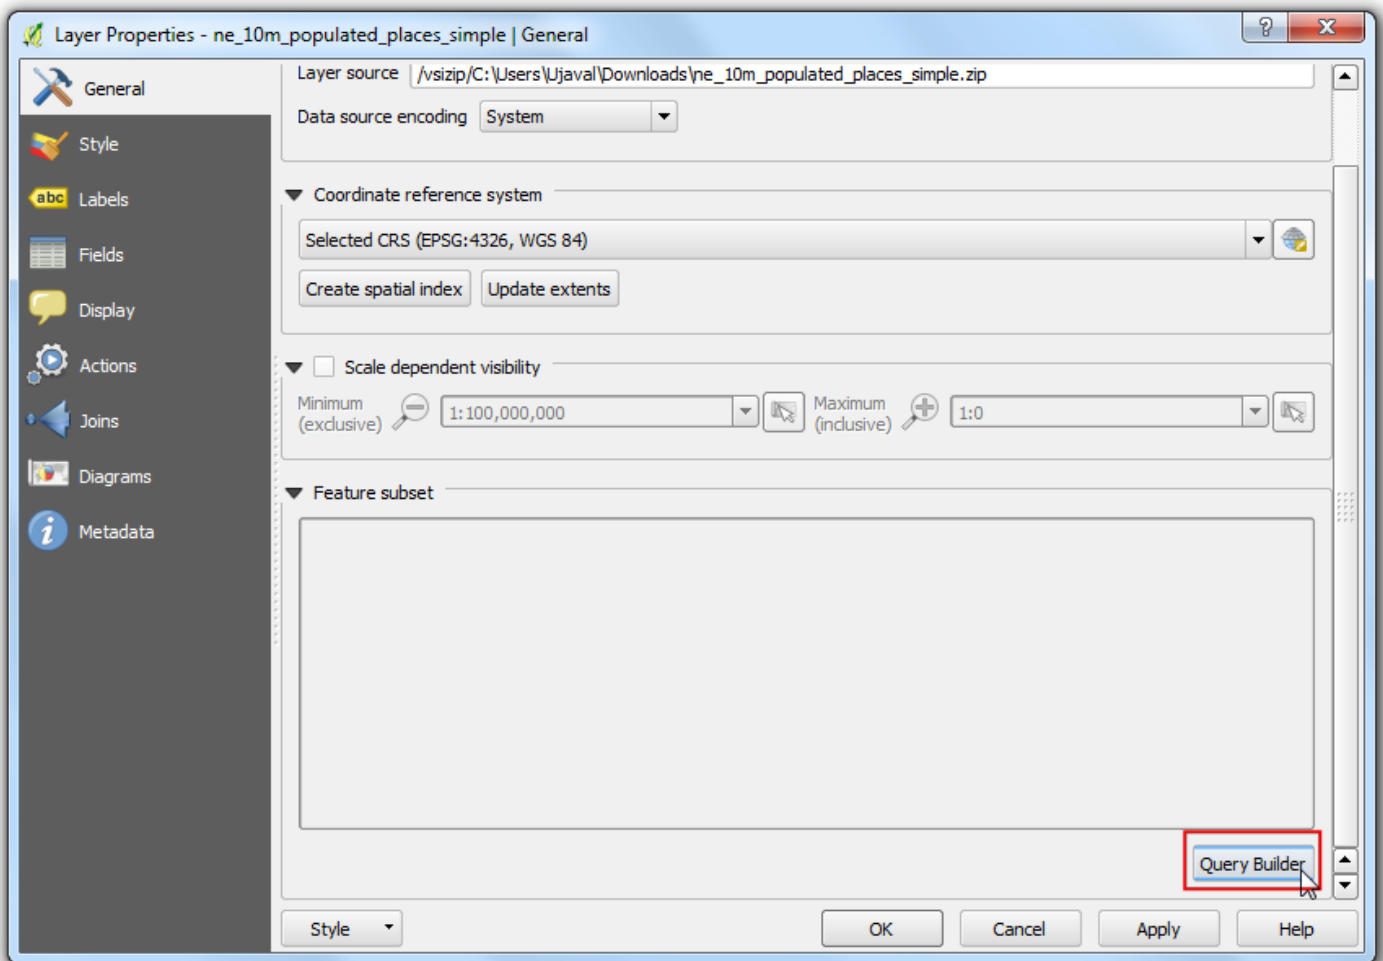 Layer Properties - ne_10m_populated_places_simple | General
General
Style
abc Labels
Fields
Display
Actions
Joins
Diagrams
Metadata
Layer source /vsizip/C:\Users\Ujaval\Downloads\ne_10m_populated_places_simple.zip
Data source encoding System
Coordinate reference system
Selected CRS (EPSG:4326, WGS 84)
Create spatial index Update extents
Scale dependent visibility
Minimum (exclusive) 1:100,000,000 Maximum (inclusive) 1:0
Feature subset
Query Builder
Style OK Cancel Apply Help